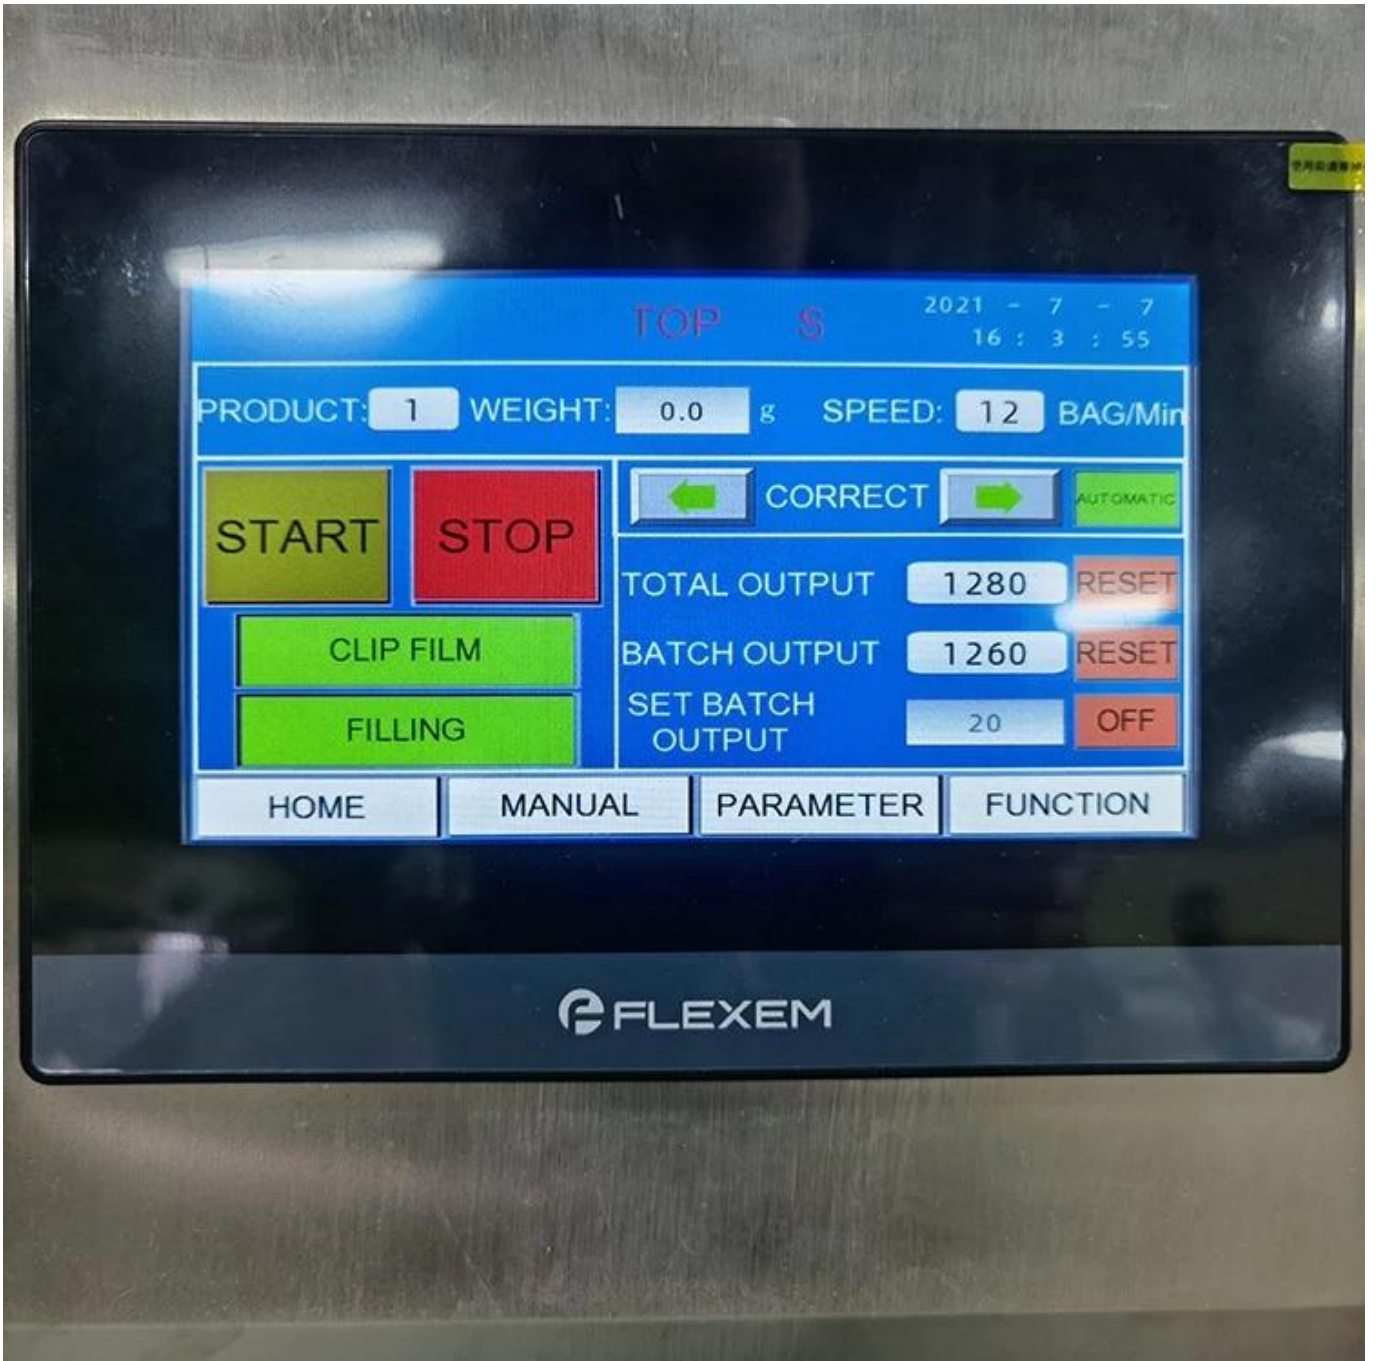 TOP S
2021 - 7 - 7
16 : 3 : 55
PRODUCT: 1 WEIGHT: 0.0 g SPEED: 12 BAG/Min
START STOP
CORRECT AUTOMATIC
TOTAL OUTPUT 1280 RESET
CLIP FILM
BATCH OUTPUT 1260 RESET
FILLING
SET BATCH
OUTPUT 20 OFF
HOME MANUAL PARAMETER FUNCTION
FLEXEM